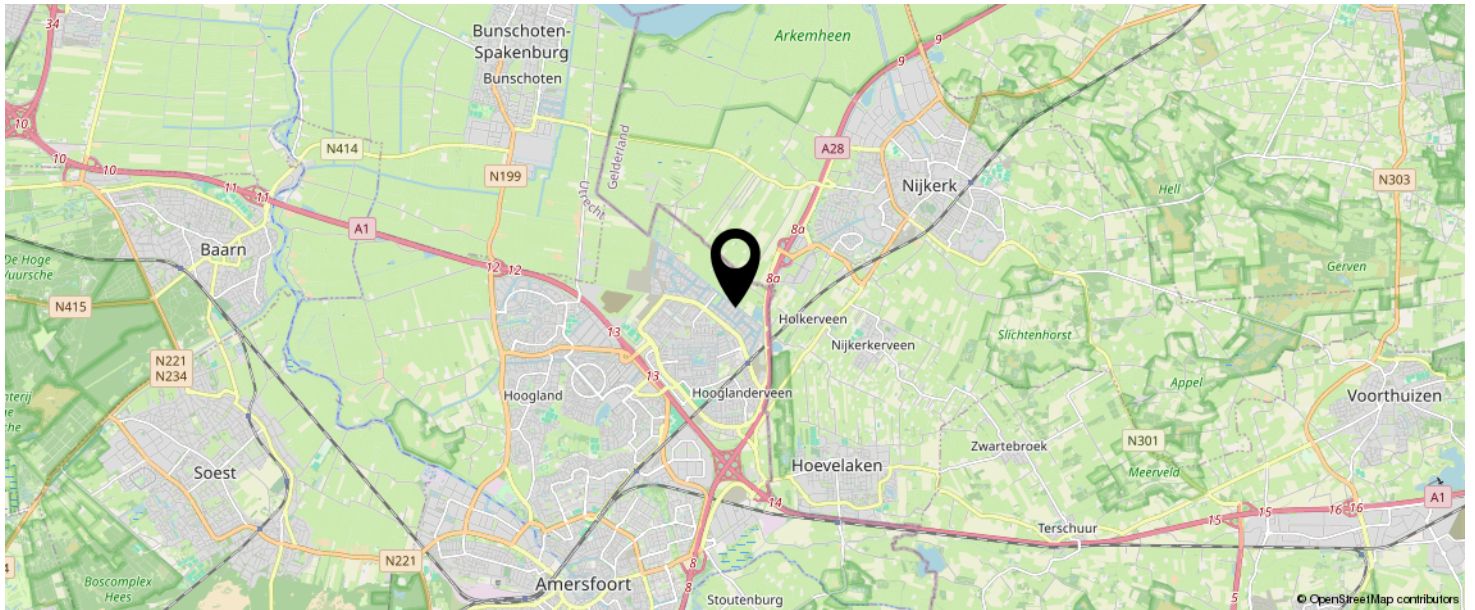 34
Bunschoten-
Spakenburg
Bunschoten
Arkemheen
9
9
10
N414
A28
10
10
N199
Gelderland
Utrecht
Nijkerk
Hell
N303
11
11
A1
Baarn
De Hoge
Vuursche
12
12
8a
8a
Gerven
N415
13
Holkerveen
Slichtenhorst
Nijkerkerveen
N221
N234
13
Hoogland
Hooglanderveen
Appel
Voorthuizen
N301
Zwartebroek
Soest
Hoevelaken
Meerveld
14
A1
15
15
16
16
Terschuur
N221
8
8
Boscomplex
Hees
Amersfoort
Stoutenburg
5
© OpenStreetMap contributors